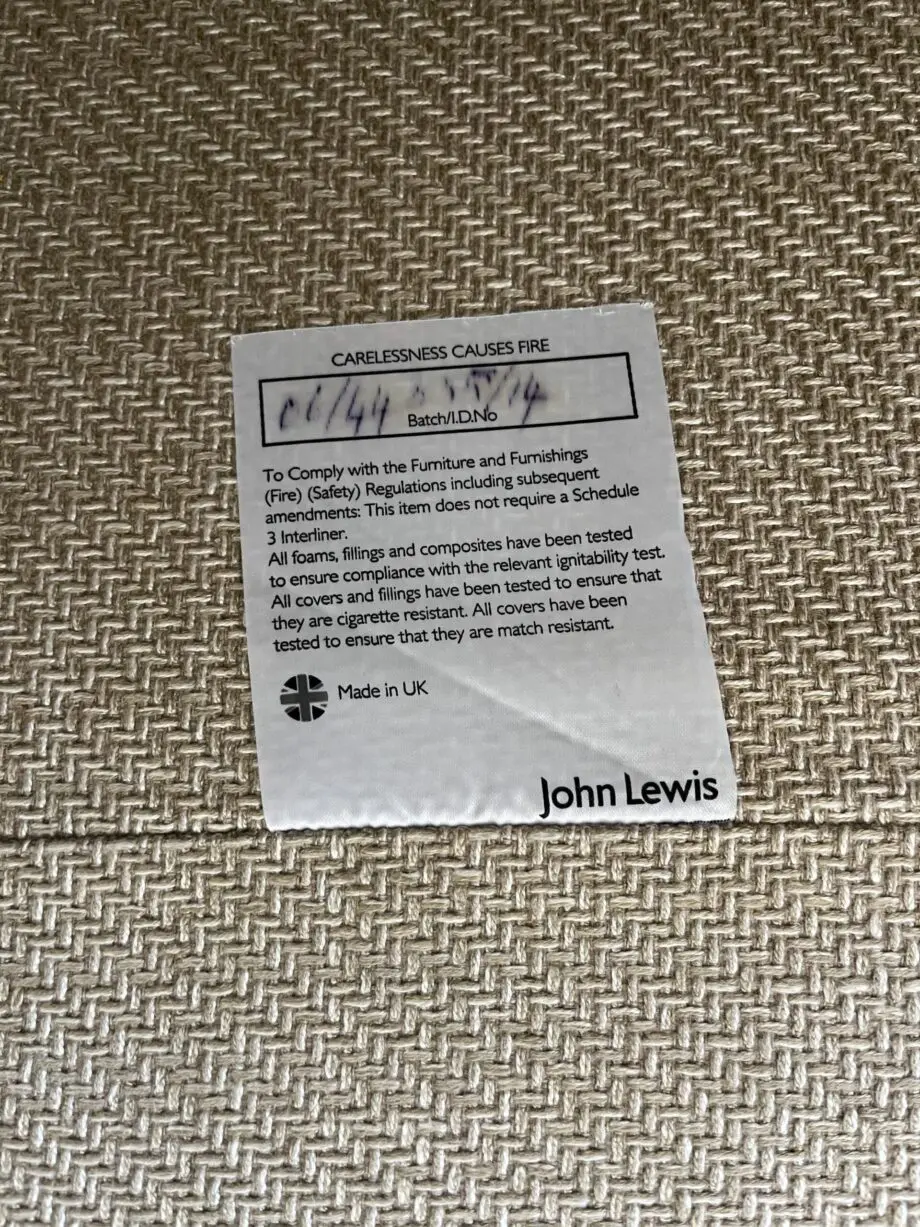 CARELESSNESS CAUSES FIRE
/44 /14
Batch/I.D.No
To Comply with the Furniture and Furnishings
(Fire) (Safety) Regulations including subsequent
amendments: This item does not require a Schedule
3 Interliner.
All foams, fillings and composites have been tested
to ensure compliance with the relevant ignitability test.
All covers and fillings have been tested to ensure that
they are cigarette resistant. All covers have been
tested to ensure that they are match resistant.
Made in UK
John Lewis